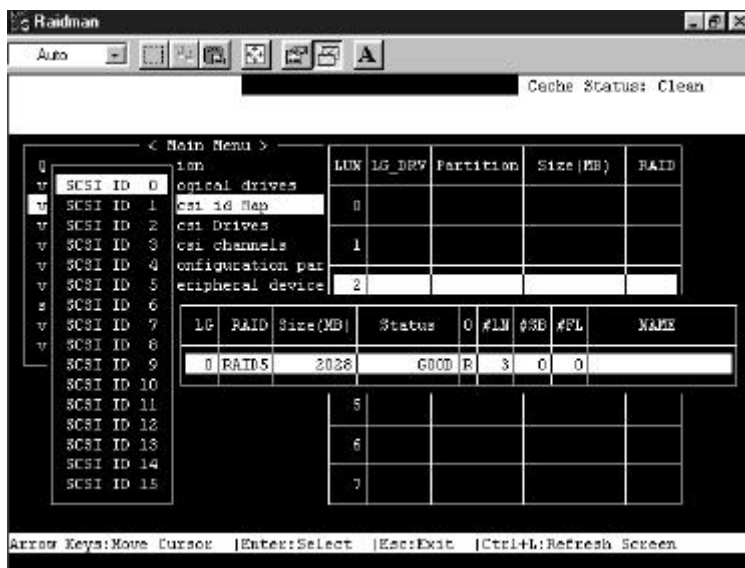 Raidman
Auto
A
Cache Status: Clean
< Main Menu >
Q ion
v ogical drives
v csi id Map
v csi Drives
v csi channels
v onfiguration par
v eripheral device
s
v
v
SCSI ID 0
SCSI ID 1
SCSI ID 2
SCSI ID 3
SCSI ID 4
SCSI ID 5
SCSI ID 6
SCSI ID 7
SCSI ID 8
SCSI ID 9
SCSI ID 10
SCSI ID 11
SCSI ID 12
SCSI ID 13
SCSI ID 14
SCSI ID 15
LUN LG_DRV Partition Size(MB) RAID
0
1
2
LG RAID Size(MB) Status O #LN #SB #FL NAME
0 RAID5 2028 GOOD R 3 0 0
5
6
7
Arrow Keys:Move Cursor |Enter:Select |Esc:Exit |Ctrl+L:Refresh Screen